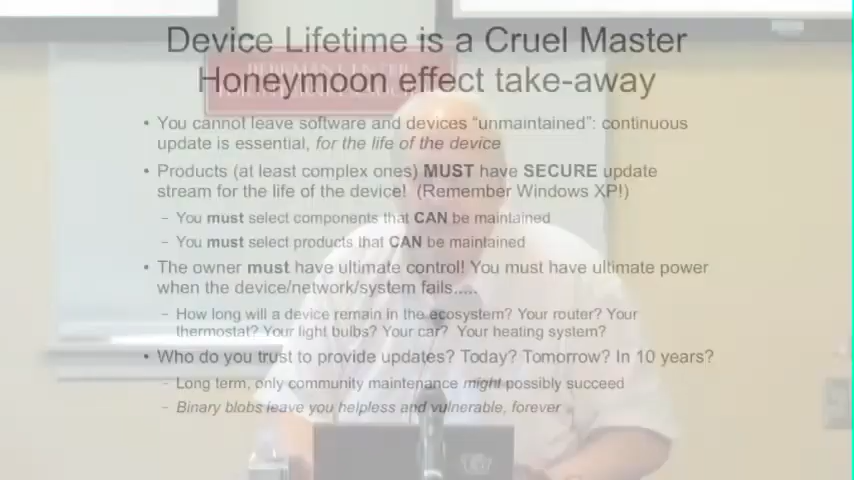 Device Lifetime is a Cruel Master
Honeymoon effect take-away
• You cannot leave software and devices "unmaintained": continuous
update is essential, for the life of the device
• Products (at least complex ones) MUST have SECURE update
stream for the life of the device! (Remember Windows XP!)
– You must select components that CAN be maintained
– You must select products that CAN be maintained
• The owner must have ultimate control! You must have ultimate power
when the device/network/system fails.....
– How long will a device remain in the ecosystem? Your router? Your
thermostat? Your light bulbs? Your car? Your heating system?
• Who do you trust to provide updates? Today? Tomorrow? In 10 years?
– Long term, only community maintenance might possibly succeed
– Binary blobs leave you helpless and vulnerable, forever
BERKMAN CENTER